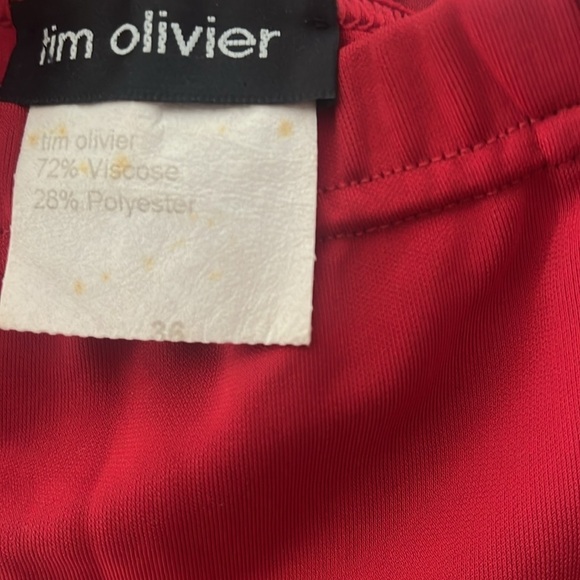 tim olivier
tim olivier
72% Viscose
28% Polyester
36